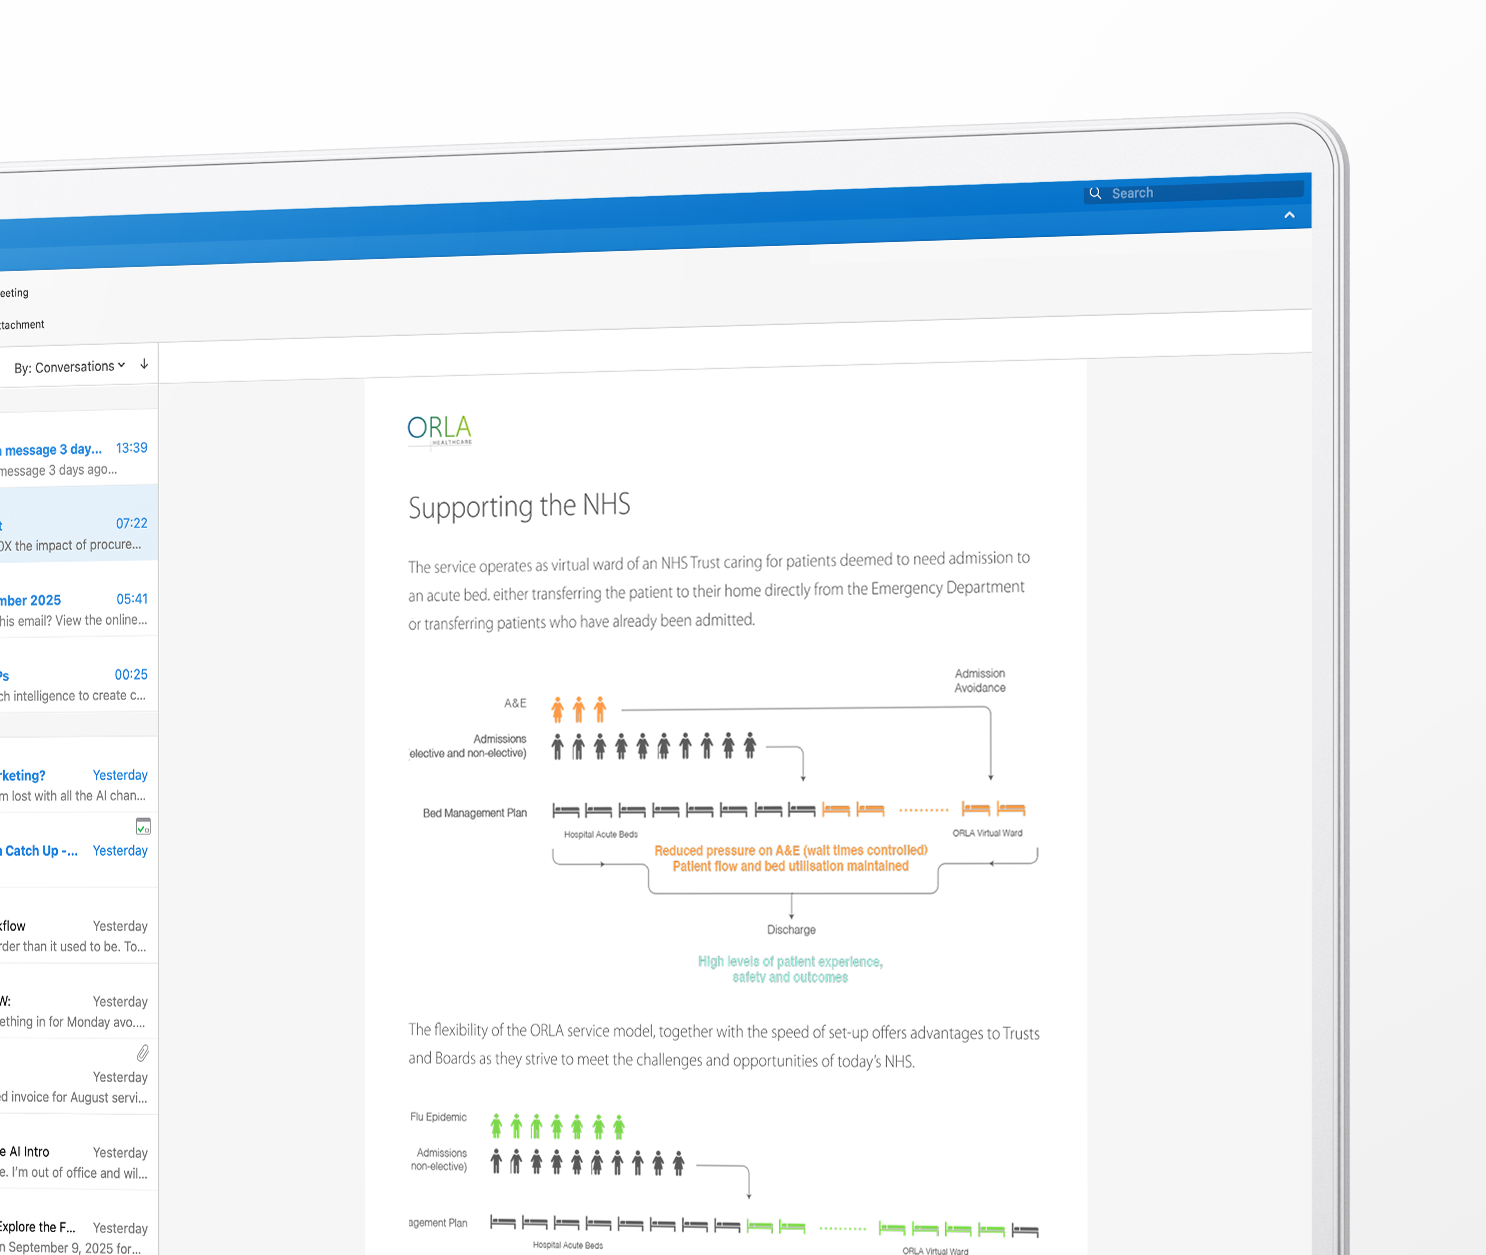 Search
eeting
tachment
By: Conversations
message 3 day... 13:39
message 3 days ago...
t 07:22
OX the impact of procure...
mber 2025 05:41
his email? View the online...
Ps 00:25
ch intelligence to create c...
rketing? Yesterday
m lost with all the AI chan...
Catch Up -... Yesterday
kflow Yesterday
rder than it used to be. To...
W: Yesterday
ething in for Monday avo....
Yesterday
ed invoice for August servi...
e AI Intro Yesterday
e. I'm out of office and wil...
Explore the F... Yesterday
n September 9, 2025 for...
ORLA
HEALTHCARE
Supporting the NHS
The service operates as virtual ward of an NHS Trust caring for patients deemed to need admission to
an acute bed. either transferring the patient to their home directly from the Emergency Department
or transferring patients who have already been admitted.
Admission
Avoidance
A&E
Admissions
elective and non-elective)
Bed Management Plan
Hospital Acute Beds
ORLA Virtual Ward
Reduced pressure on A&E (wait times controlled)
Patient flow and bed utilisation maintained
Discharge
High levels of patient experience,
safety and outcomes
The flexibility of the ORLA service model, together with the speed of set-up offers advantages to Trusts
and Boards as they strive to meet the challenges and opportunities of today's NHS.
Flu Epidemic
Admissions
non-elective)
agement Plan
Hospital Acute Beds
ORLA Virtual Ward